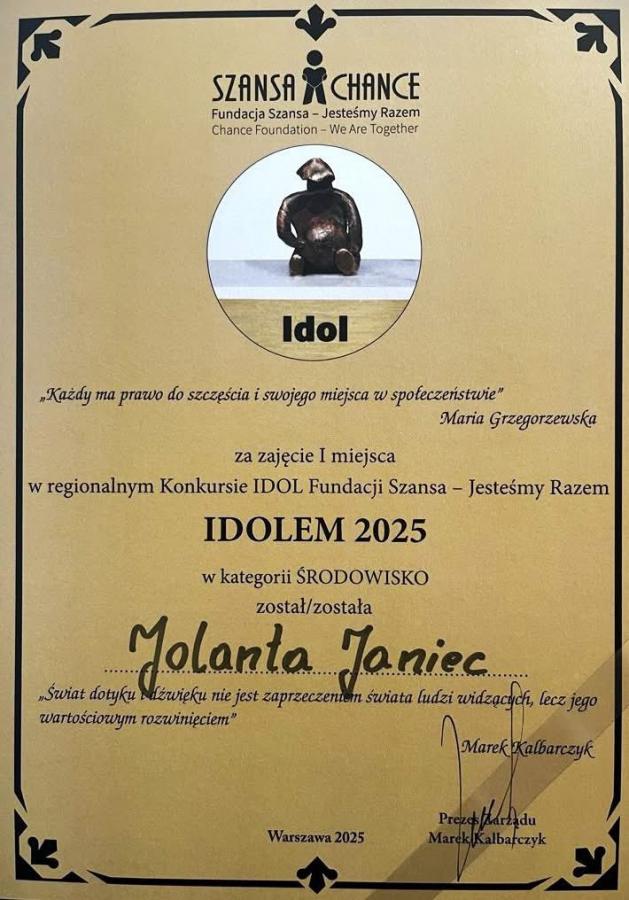 SZANSA CHANCE
Fundacja Szansa – Jesteśmy Razem
Chance Foundation – We Are Together
Idol
„Każdy ma prawo do szczęścia i swojego miejsca w społeczeństwie”
Maria Grzegorzewska
za zajęcie I miejsca
w regionalnym Konkursie IDOL Fundacji Szansa – Jesteśmy Razem
IDOLEM 2025
w kategorii ŚRODOWISKO
został/została
Jolanta Janiec
„Świat dotyku i dźwięku nie jest zaprzeczeniem świata ludzi widzących, lecz jego
wartościowym rozwinięciem”
Marek Kalbarczyk
Prezes Zarządu
Warszawa 2025 Marek Kalbarczyk